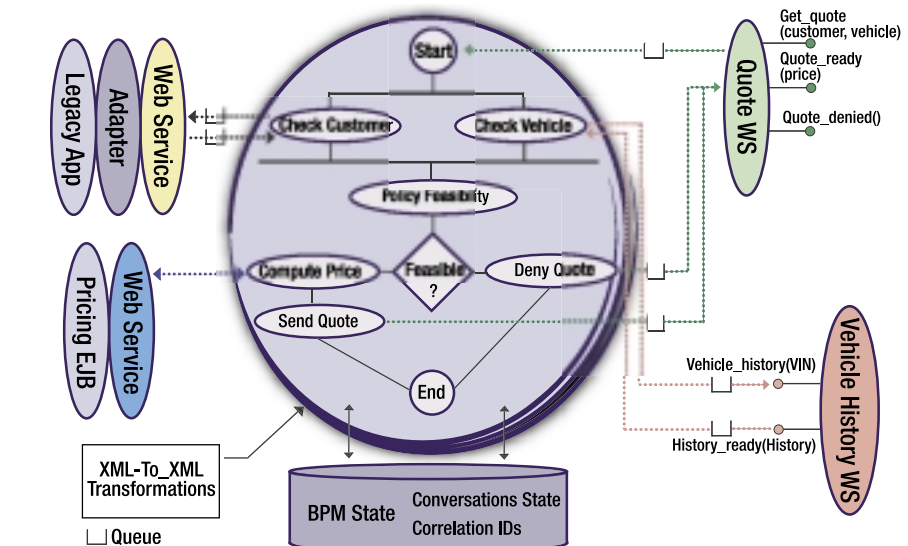 Start
Check Customer
Check Vehicle
Policy Feasibility
Compute Price
Feasible
?
Deny Quote
Send Quote
End
Legacy App
Adapter
Web Service
Pricing EJB
Web Service
Quote WS
Get_quote
(customer, vehicle)
Quote_ready
(price)
Quote_denied()
Vehicle_history(VIN)
History_ready(History)
Vehicle History WS
XML-To_XML
Transformations
Queue
BPM State
Conversations State
Correlation IDs